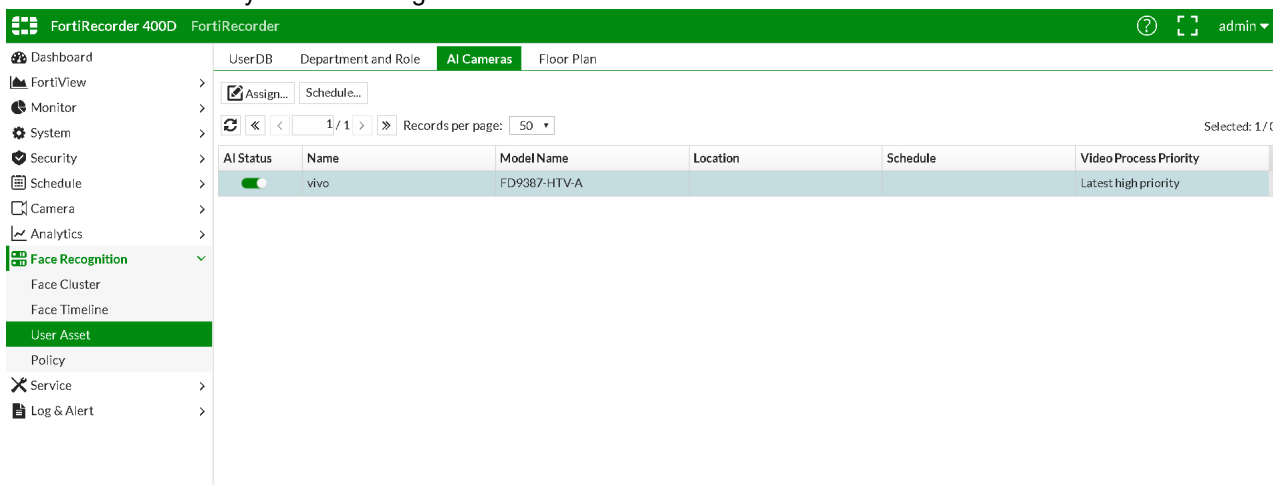 FortiRecorder 400D FortiRecorder admin
Dashboard
FortiView
Monitor
System
Security
Schedule
Camera
Analytics
Face Recognition
Face Cluster
Face Timeline
User Asset
Policy
Service
Log & Alert
UserDB Department and Role AI Cameras Floor Plan
Assign... Schedule...
1 / 1 Records per page: 50 Selected: 1 /
AI Status Name Model Name Location Schedule Video Process Priority
vivo FD9387-HTV-A Latest high priority